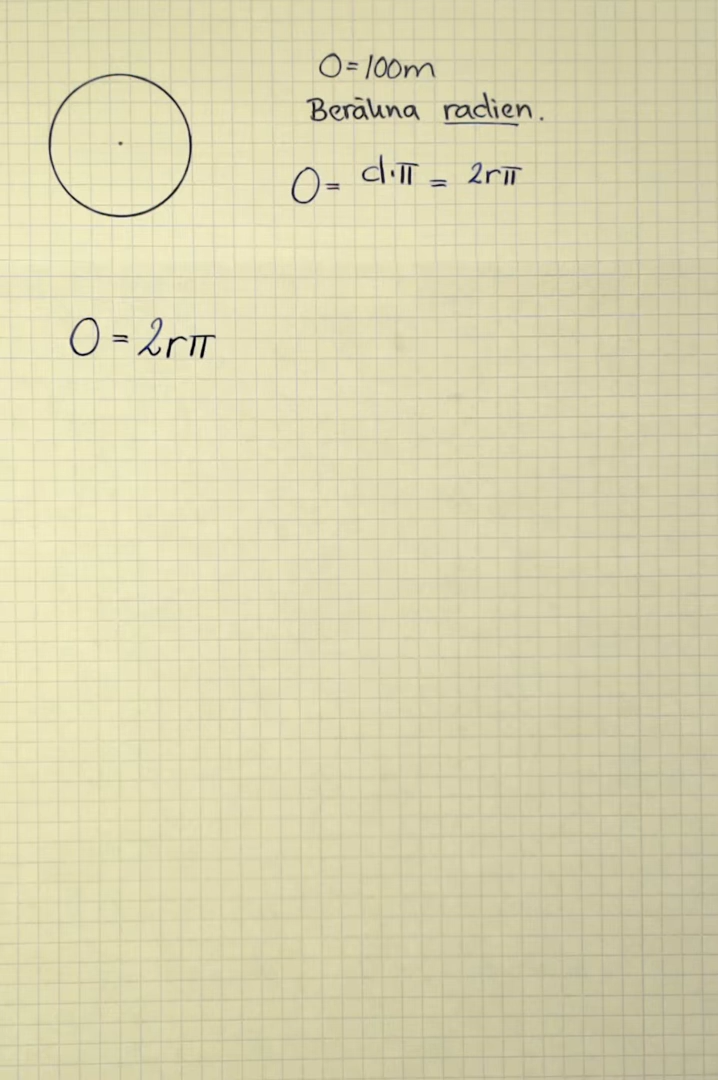 O=100m
Beräkna radien.
O= d·π = 2rπ
O = 2rπ